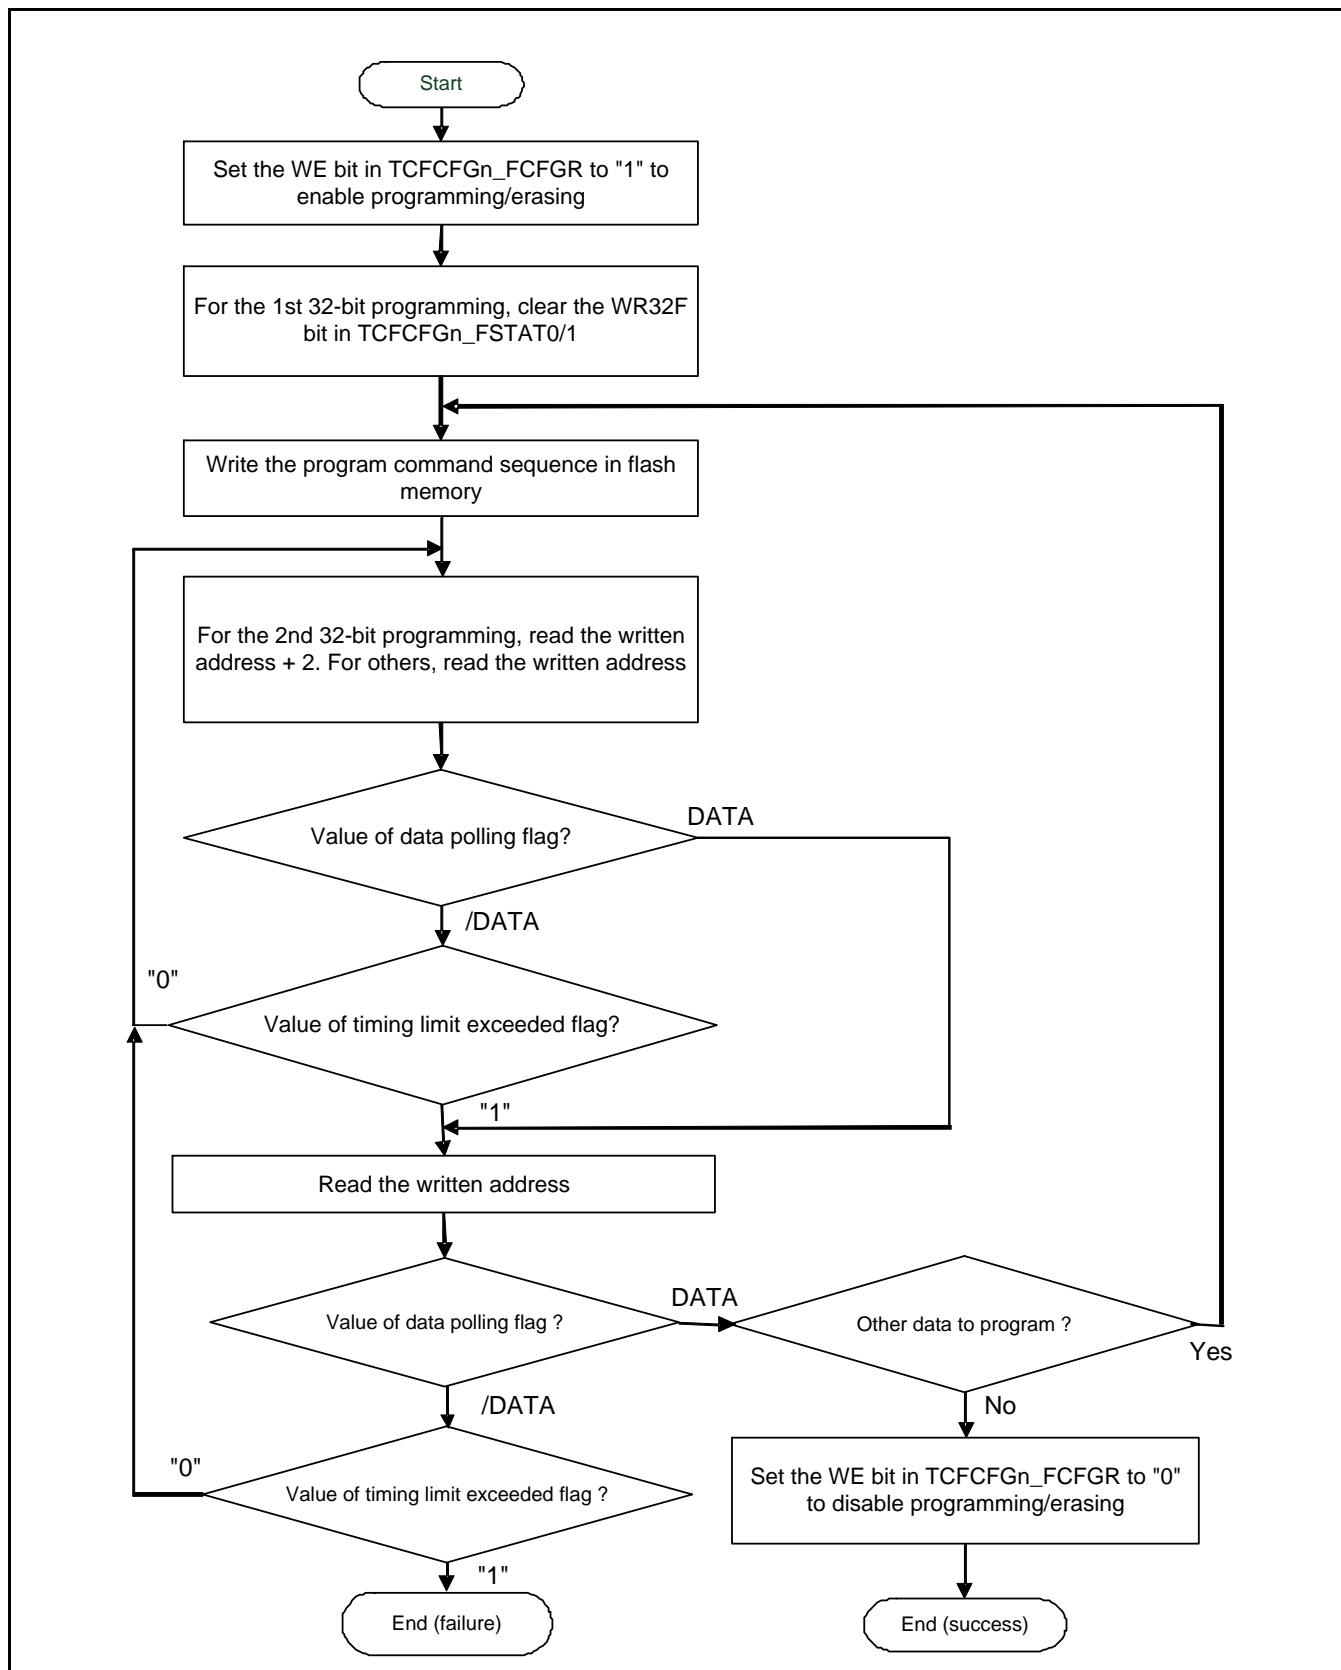 Start
Set the WE bit in TCFCFGn_FCFGR to "1" to
enable programming/erasing
For the 1st 32-bit programming, clear the WR32F
bit in TCFCFGn_FSTAT0/1
Write the program command sequence in flash
memory
For the 2nd 32-bit programming, read the written
address + 2. For others, read the written address
Value of data polling flag?
DATA
/DATA
"0"
Value of timing limit exceeded flag?
"1"
Read the written address
Value of data polling flag ?
DATA
Other data to program ?
Yes
/DATA
No
"0"
Value of timing limit exceeded flag ?
Set the WE bit in TCFCFGn_FCFGR to "0"
to disable programming/erasing
"1"
End (failure)
End (success)